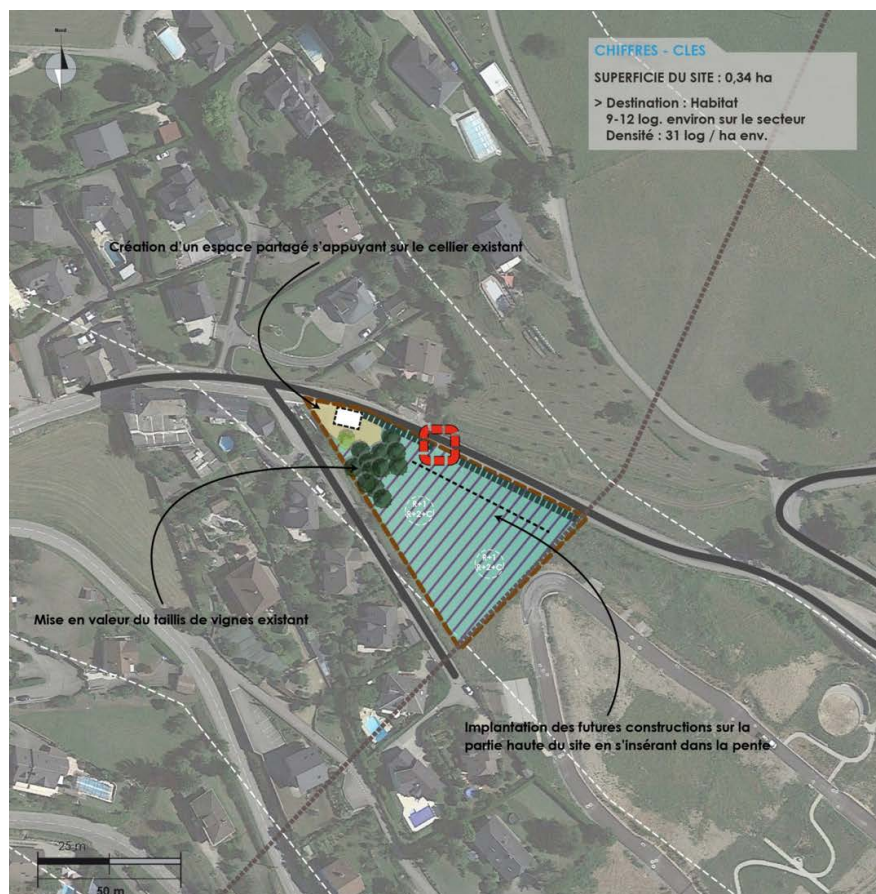 Nord
CHIFFRES - CLES
SUPERFICIE DU SITE : 0,34 ha
> Destination : Habitat
9-12 log. environ sur le secteur
Densité : 31 log / ha env.
Création d'un espace partagé s'appuyant sur le cellier existant
R+1
R+2+C
R+1
R+2+C
Mise en valeur du taillis de vignes existant
Implantation des futures constructions sur la
partie haute du site en s'insérant dans la pente
25 m
50 m